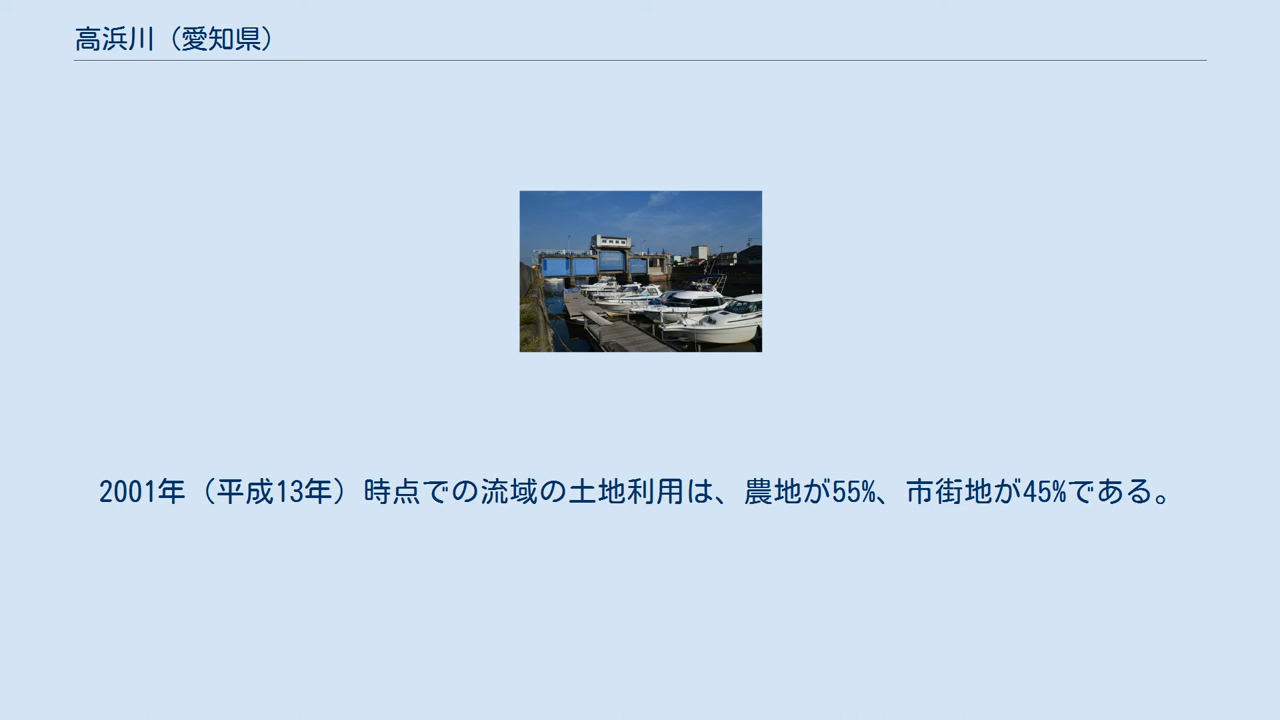 高浜川（愛知県）
2001年（平成13年）時点での流域の土地利用は、農地が55%、市街地が45%である。